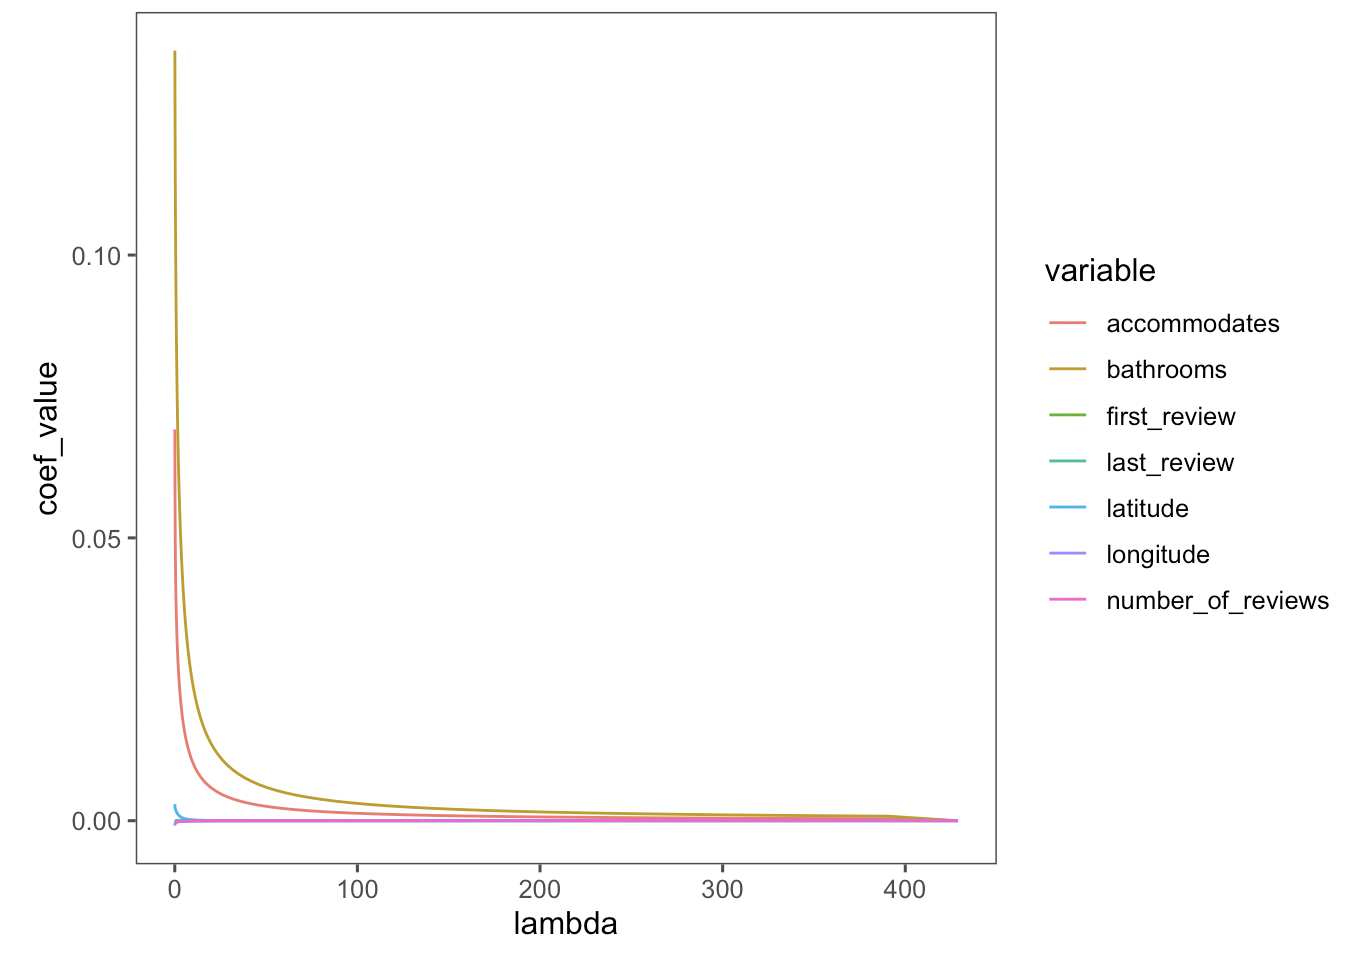 0.10
0.05
0.00
coef_value
0
100
200
300
400
lambda
variable
accommodates
bathrooms
first_review
last_review
latitude
longitude
number_of_reviews